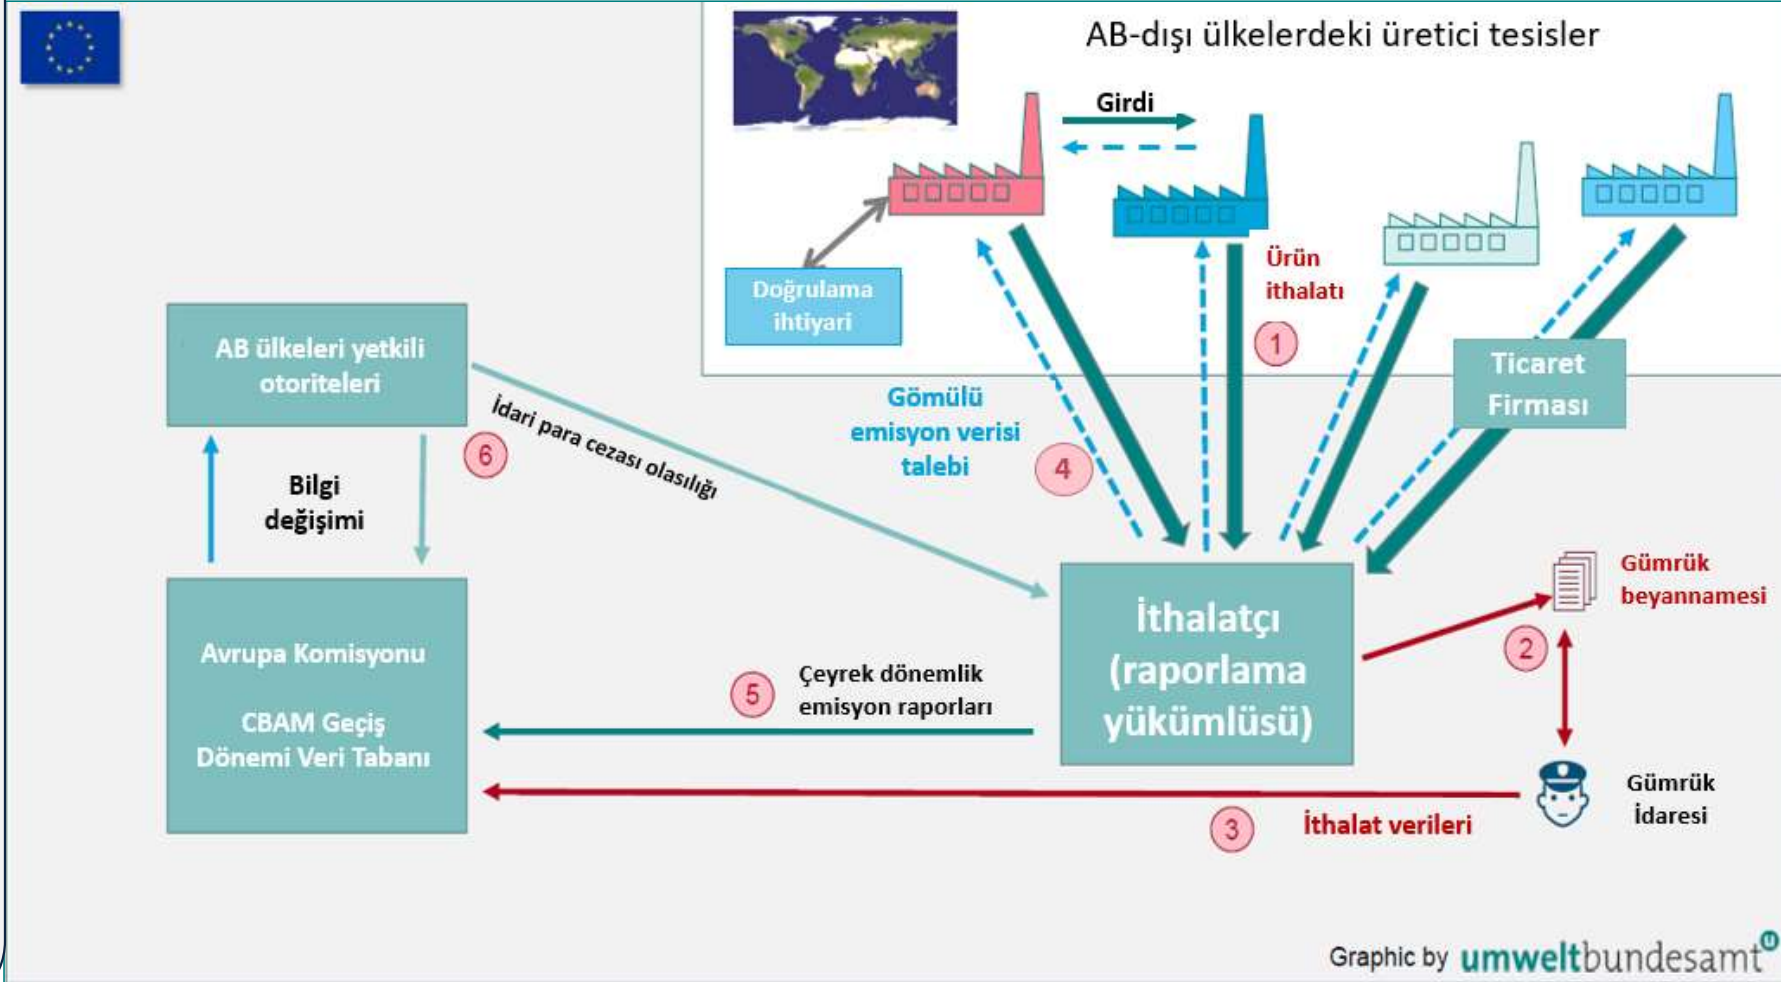 AB-dışı ülkelerdeki üretici tesisler
Girdi
Doğrulama
ihtiyari
Ürün
ithalatı
1
Ticaret
Firması
Gömülü
emisyon verisi
talebi
4
AB ülkeleri yetkili
otoriteleri
İdari para cezası olasılığı
6
Bilgi
değişimi
Avrupa Komisyonu
CBAM Geçiş
Dönemi Veri Tabanı
5
Çeyrek dönemlik
emisyon raporları
İthalatçı
(raporlama
yükümlüsü)
Gümrük
beyannamesi
2
Gümrük
İdaresi
3
İthalat verileri
Graphic by umweltbundesamt
u